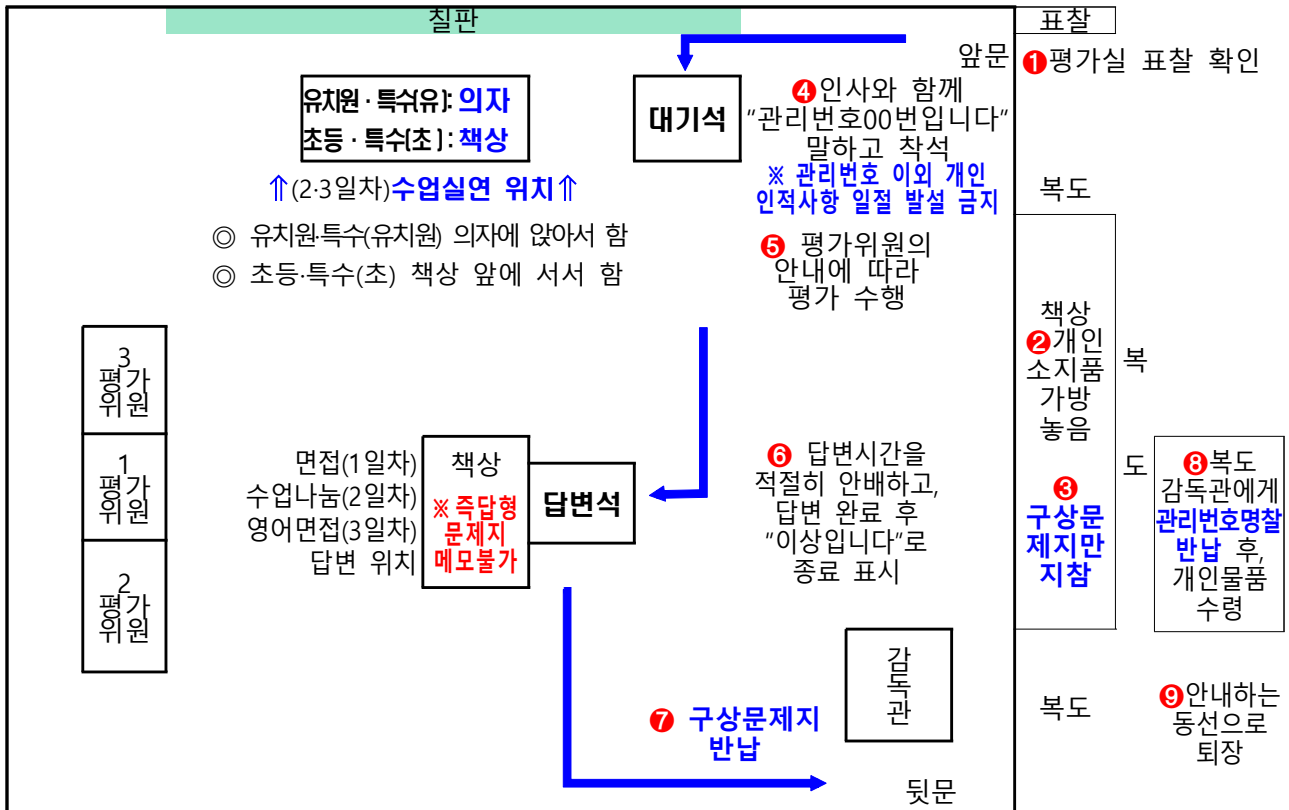 칠판
표찰
앞문
❶평가실 표찰 확인
유치원·특수(유): 의자
초등·특수(초): 책상
⇑(2·3일차)수업실연 위치⇑
◎ 유치원·특수(유치원) 의자에 앉아서 함
◎ 초등·특수(초) 책상 앞에 서서 함
대기석
❹인사와 함께
"관리번호00번입니다"
말하고 착석
※ 관리번호 이외 개인
인적사항 일절 발설 금지
❺ 평가위원의
안내에 따라
평가 수행
복도
책상
❷개인
소지품
가방
놓음
❸
구상문
제지만
지참
복
도
3
평가
위원
1
평가
위원
2
평가
위원
면접(1일차)
수업나눔(2일차)
영어면접(3일차)
답변 위치
책상
※ 즉답형
문제지
메모불가
답변석
❻ 답변시간을
적절히 안배하고,
답변 완료 후
"이상입니다"로
종료 표시
❽복도
감독관에게
관리번호명찰
반납 후,
개인물품
수령
감
독
관
❼ 구상문제지
반납
뒷문
복도
❾안내하는
동선으로
퇴장